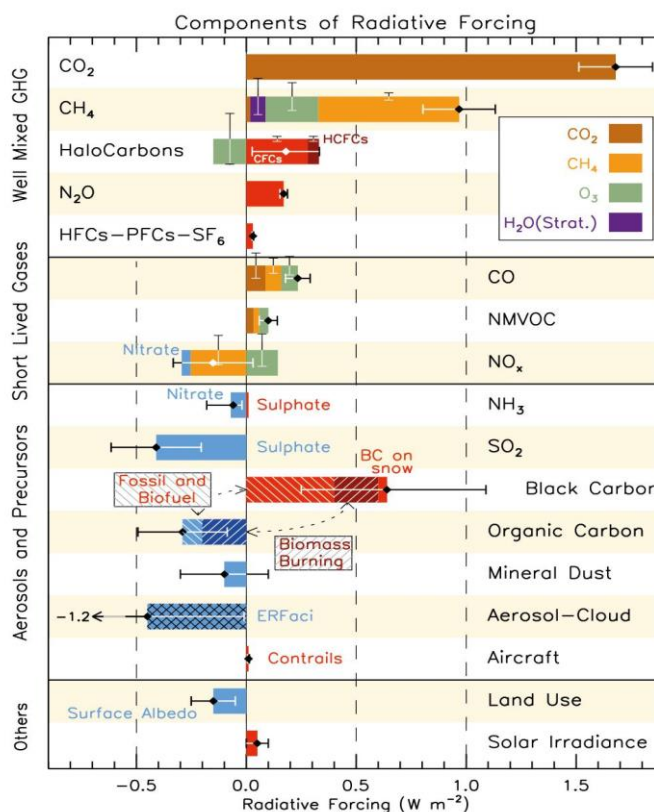 Components of Radiative Forcing
Well Mixed GHG
CO₂
CH₄
HaloCarbons
CFCs
HCFCs
N₂O
HFCs–PFCs–SF₆
CO₂
CH₄
O₃
H₂O(Strat.)
Short Lived Gases
CO
NMVOC
Nitrate
NOₓ
Aerosols and Precursors
Nitrate
Sulphate
NH₃
Sulphate
SO₂
BC on
snow
Fossil and
Biofuel
Black Carbon
Organic Carbon
Biomass
Burning
Mineral Dust
-1.2
ERFaci
Aerosol–Cloud
Contrails
Aircraft
Others
Surface Albedo
Land Use
Solar Irradiance
-0.5 0.0 0.5 1.0 1.5
Radiative Forcing (W m⁻²)